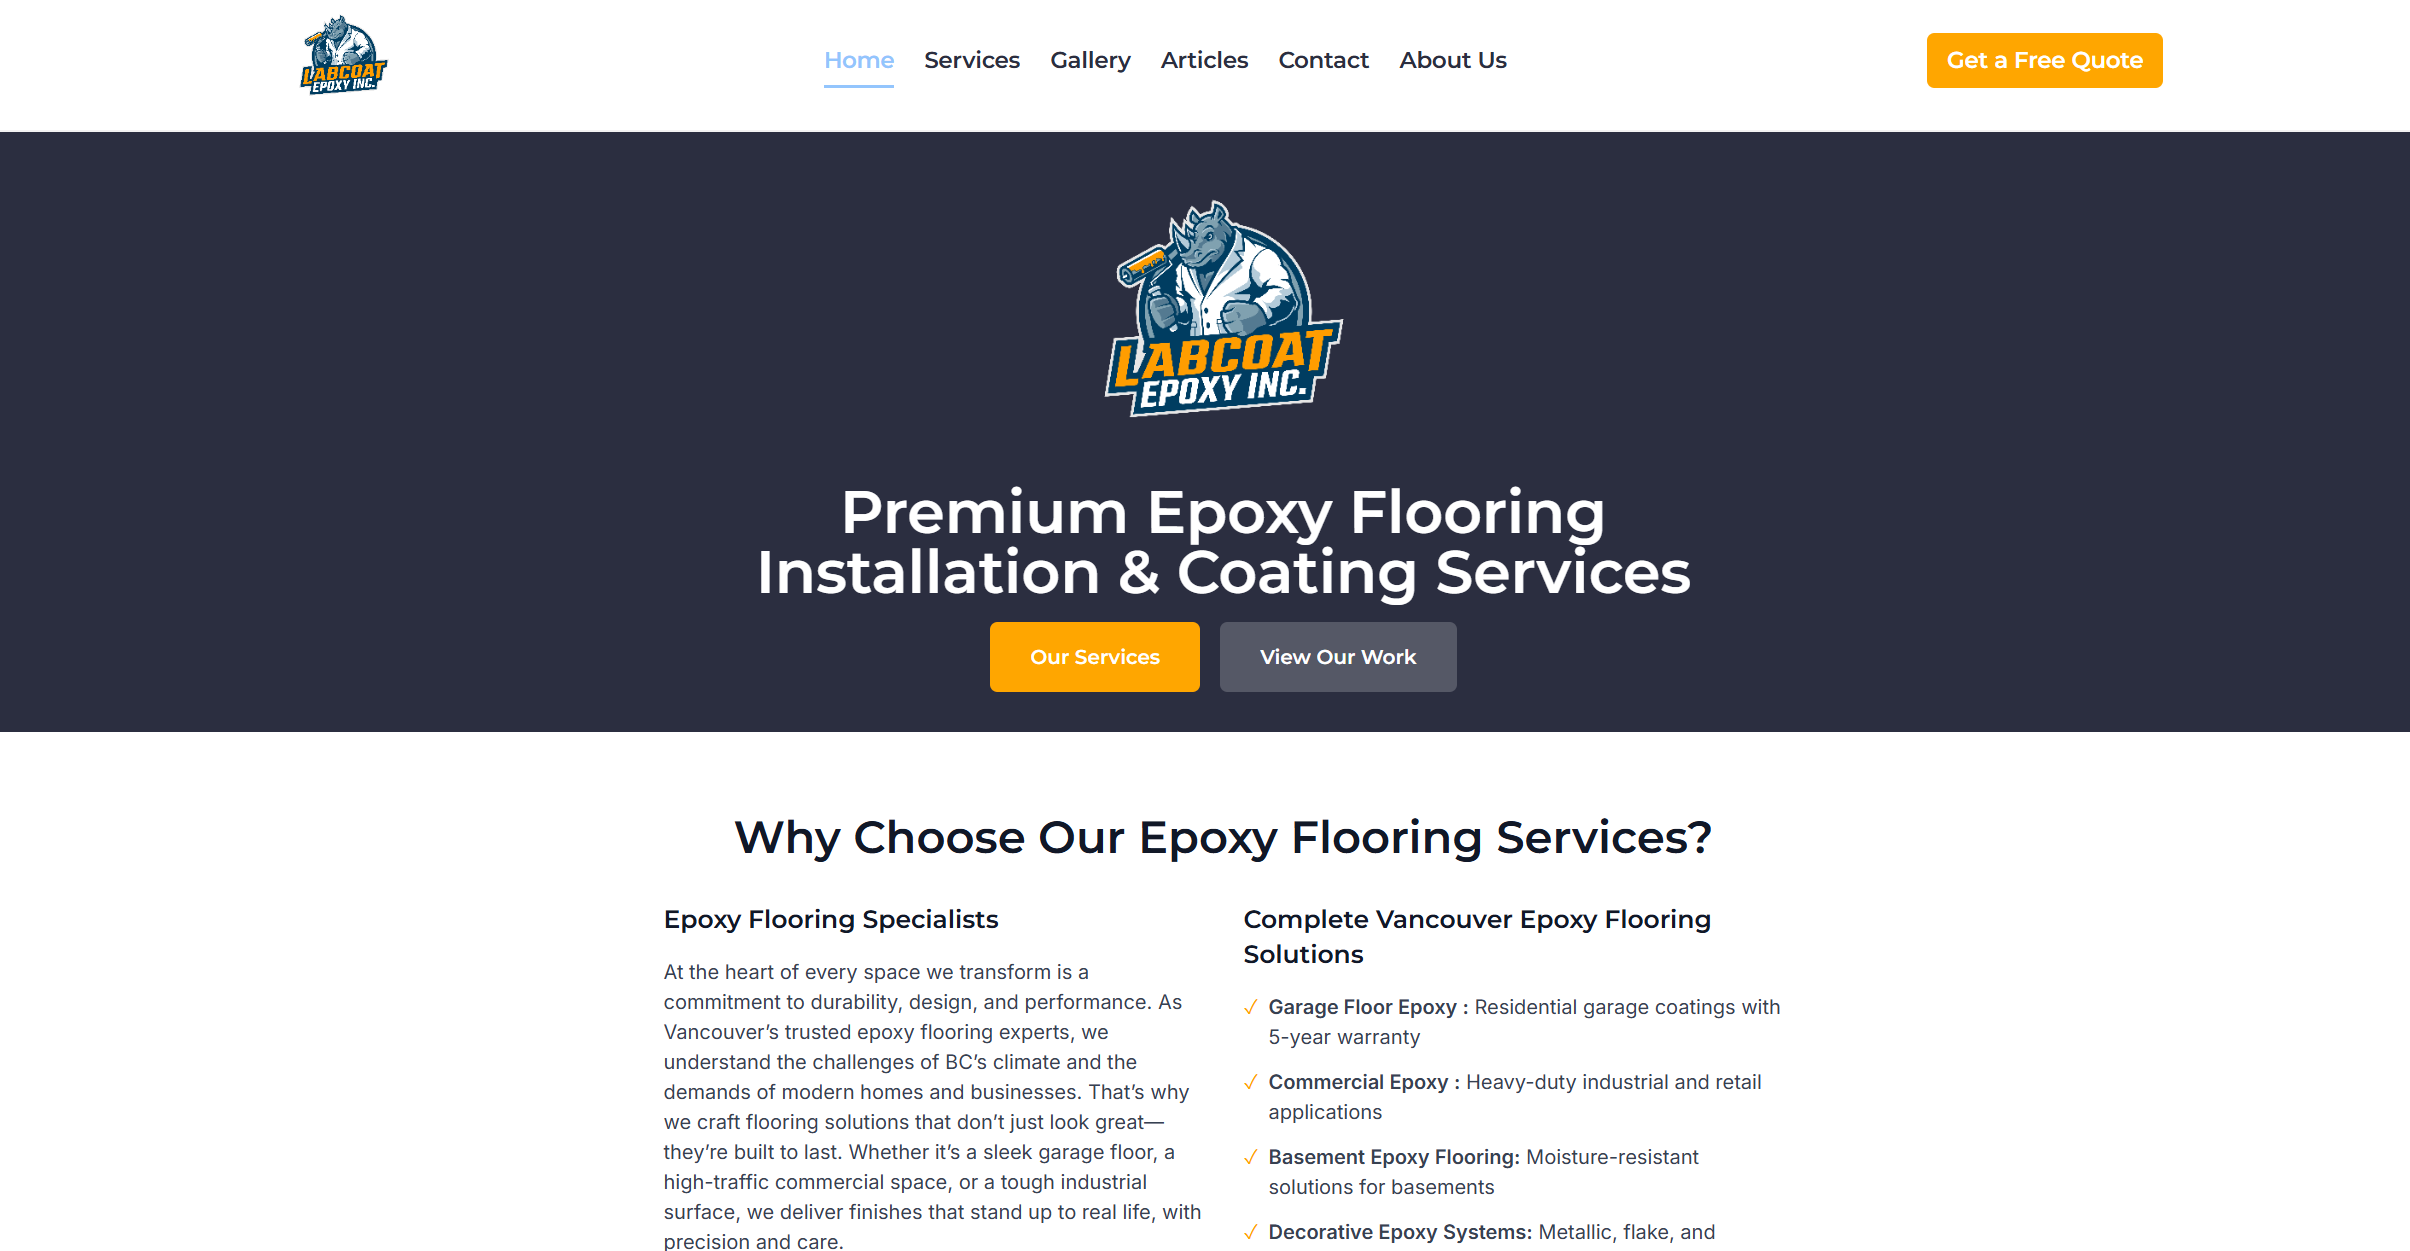 LABCOAT
EPOXY INC.
Home Services Gallery Articles Contact About Us
Get a Free Quote
LABCOAT
EPOXY INC.
Premium Epoxy Flooring
Installation & Coating Services
Our Services
View Our Work
Why Choose Our Epoxy Flooring Services?
Epoxy Flooring Specialists
At the heart of every space we transform is a
commitment to durability, design, and performance. As
Vancouver’s trusted epoxy flooring experts, we
understand the challenges of BC’s climate and the
demands of modern homes and businesses. That’s why
we craft flooring solutions that don’t just look great—
they’re built to last. Whether it’s a sleek garage floor, a
high-traffic commercial space, or a tough industrial
surface, we deliver finishes that stand up to real life, with
precision and care.
Complete Vancouver Epoxy Flooring
Solutions
✓ Garage Floor Epoxy : Residential garage coatings with
5-year warranty
✓ Commercial Epoxy : Heavy-duty industrial and retail
applications
✓ Basement Epoxy Flooring: Moisture-resistant
solutions for basements
✓ Decorative Epoxy Systems: Metallic, flake, and